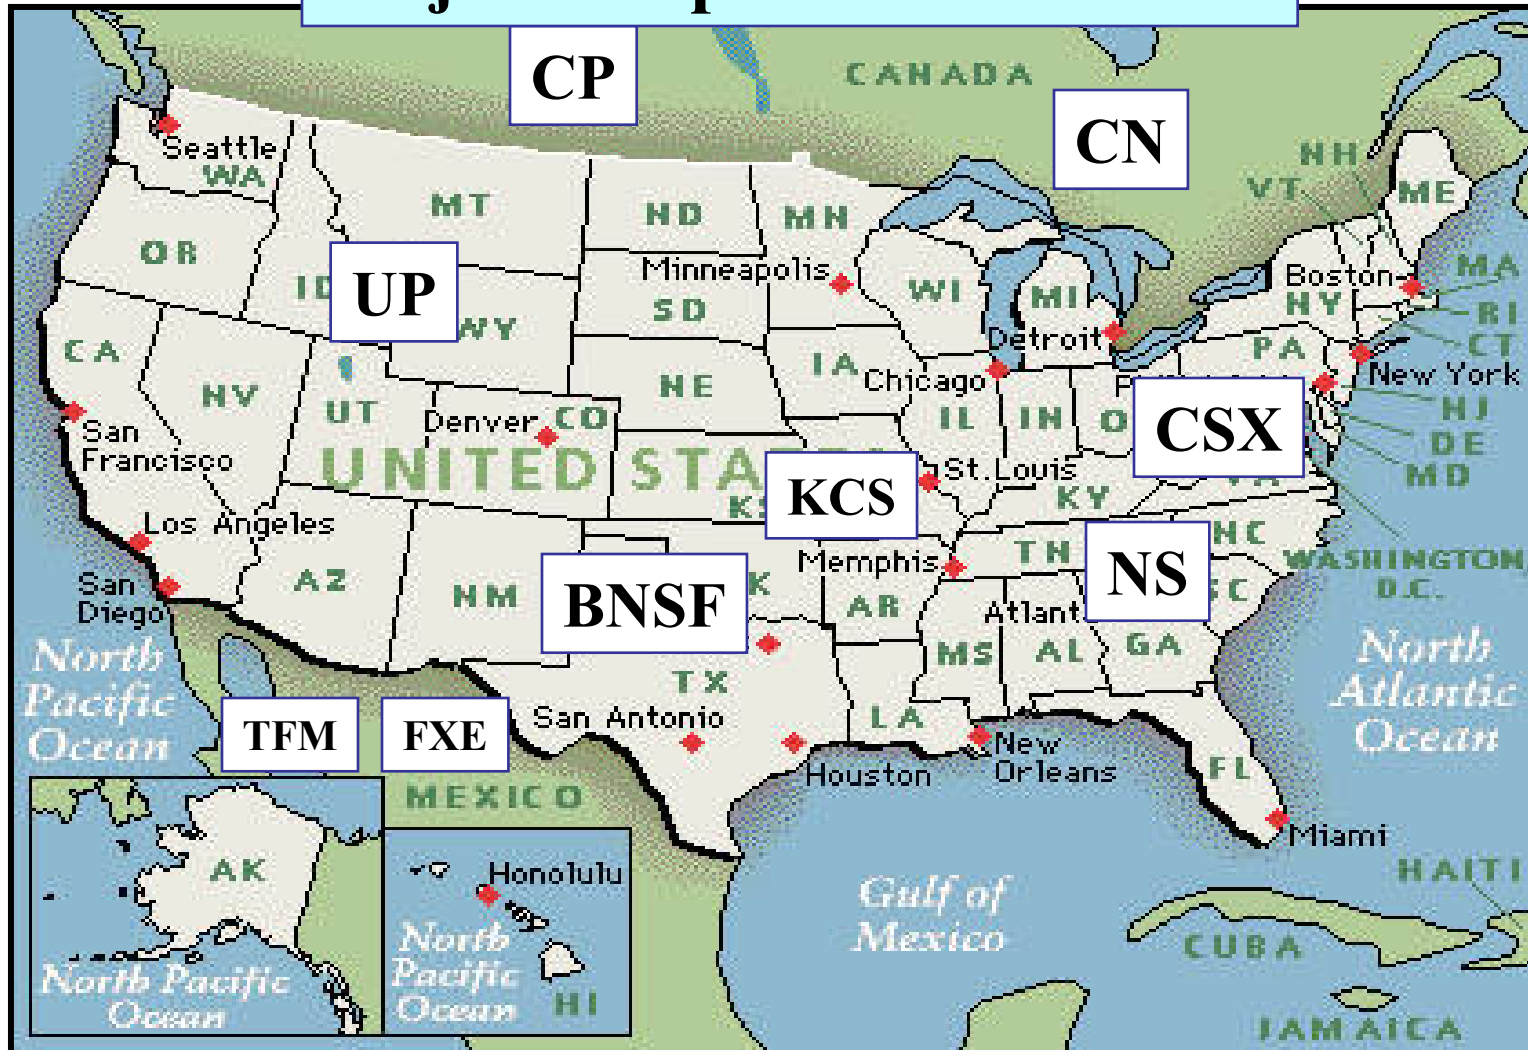 CP
CANADA
CN
Seattle
WA
MT
ND
MN
NH
VT
ME
OR
UP
WY
Minneapolis
SD
WI
MI
Boston
MA
NY
RI
CT
CA
NV
UT
NE
IA
Chicago
Detroit
PA
New York
NJ
DE
MD
Denver
CO
IL
IN
CSX
San
Francisco
UNITED
KCS
St.Louis
KY
Los Angeles
Memphis
TN
NS
NC
WASHINGTON,
D.C.
San
Diego
AZ
NM
BNSF
AR
MS
AL
GA
North
Pacific
Ocean
North
Atlantic
Ocean
TX
TFM
FXE
San Antonio
LA
Houston
New
Orleans
FL
MEXICO
Miami
AK
Honolulu
Gulf of
Mexico
HAITI
CUBA
North Pacific
Ocean
North
Pacific
Ocean
HI
JAMAICA